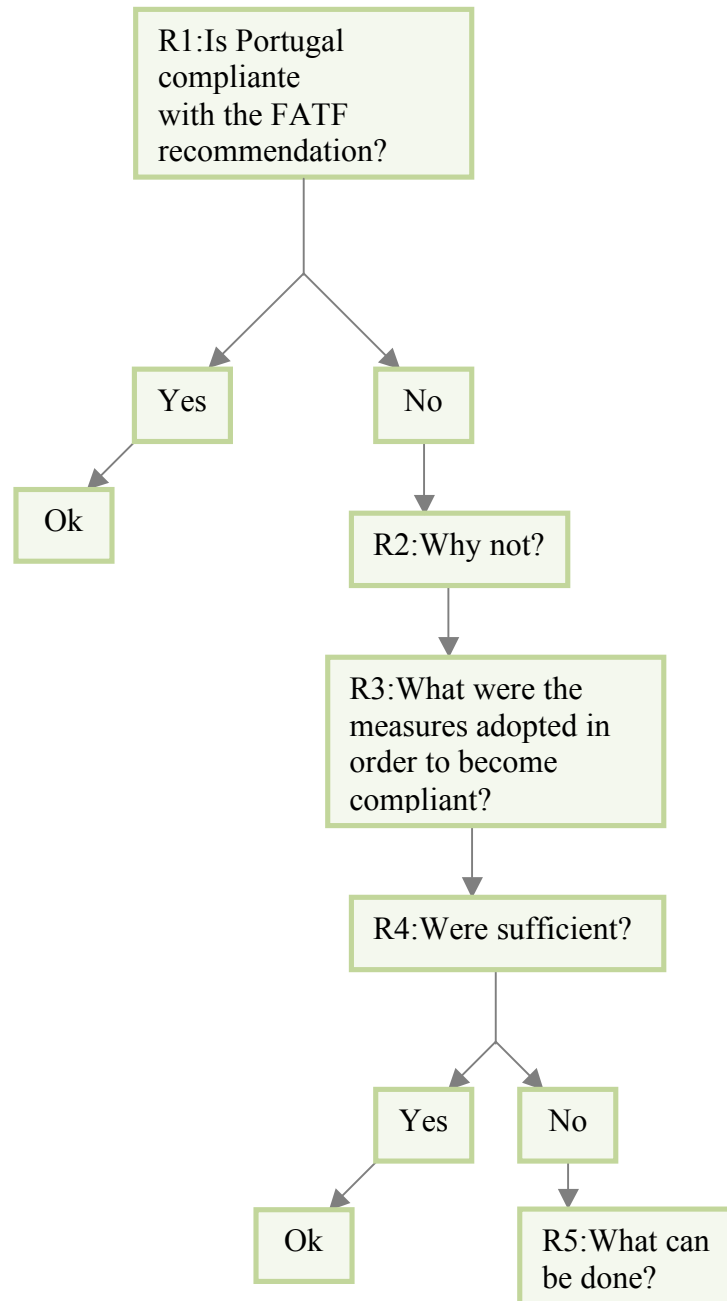 R1:Is Portugal
compliante
with the FATF
recommendation?
Yes
No
Ok
R2:Why not?
R3:What were the
measures adopted in
order to become
compliant?
R4:Were sufficient?
Yes
No
Ok
R5:What can
be done?